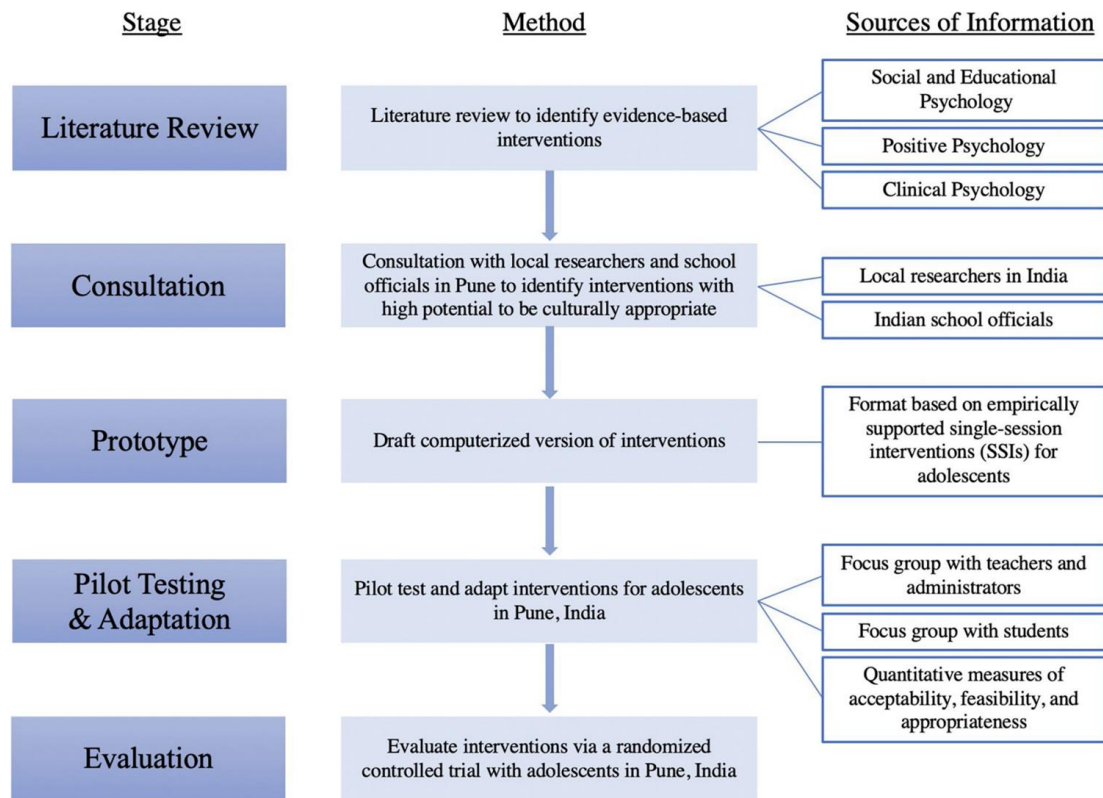 Stage
Method
Sources of Information
Literature Review
Literature review to identify evidence-based
interventions
Social and Educational
Psychology
Positive Psychology
Clinical Psychology
Consultation
Consultation with local researchers and school
officials in Pune to identify interventions with
high potential to be culturally appropriate
Local researchers in India
Indian school officials
Prototype
Draft computerized version of interventions
Format based on empirically
supported single-session
interventions (SSIs) for
adolescents
Pilot Testing
& Adaptation
Pilot test and adapt interventions for adolescents
in Pune, India
Focus group with teachers and
administrators
Focus group with students
Quantitative measures of
acceptability, feasibility, and
appropriateness
Evaluation
Evaluate interventions via a randomized
controlled trial with adolescents in Pune, India